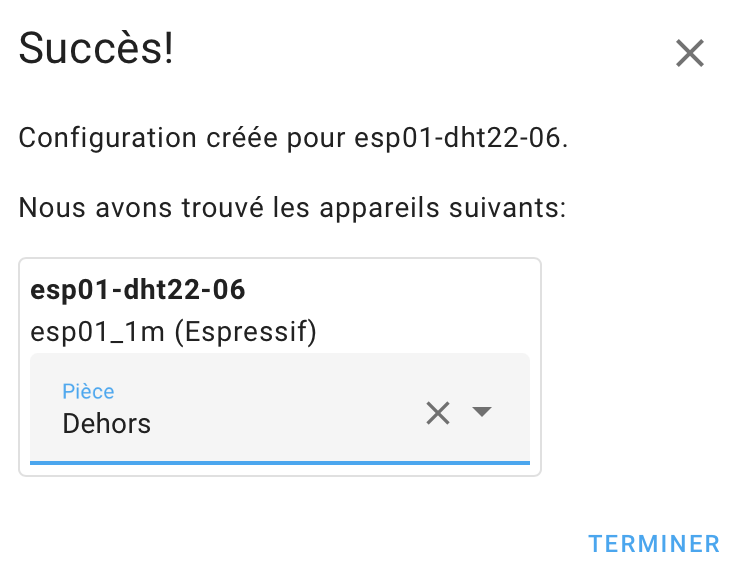 Succès!
Configuration créée pour esp01-dht22-06.
Nous avons trouvé les appareils suivants:
esp01-dht22-06
esp01_1m (Espressif)
Pièce
Dehors
TERMINER